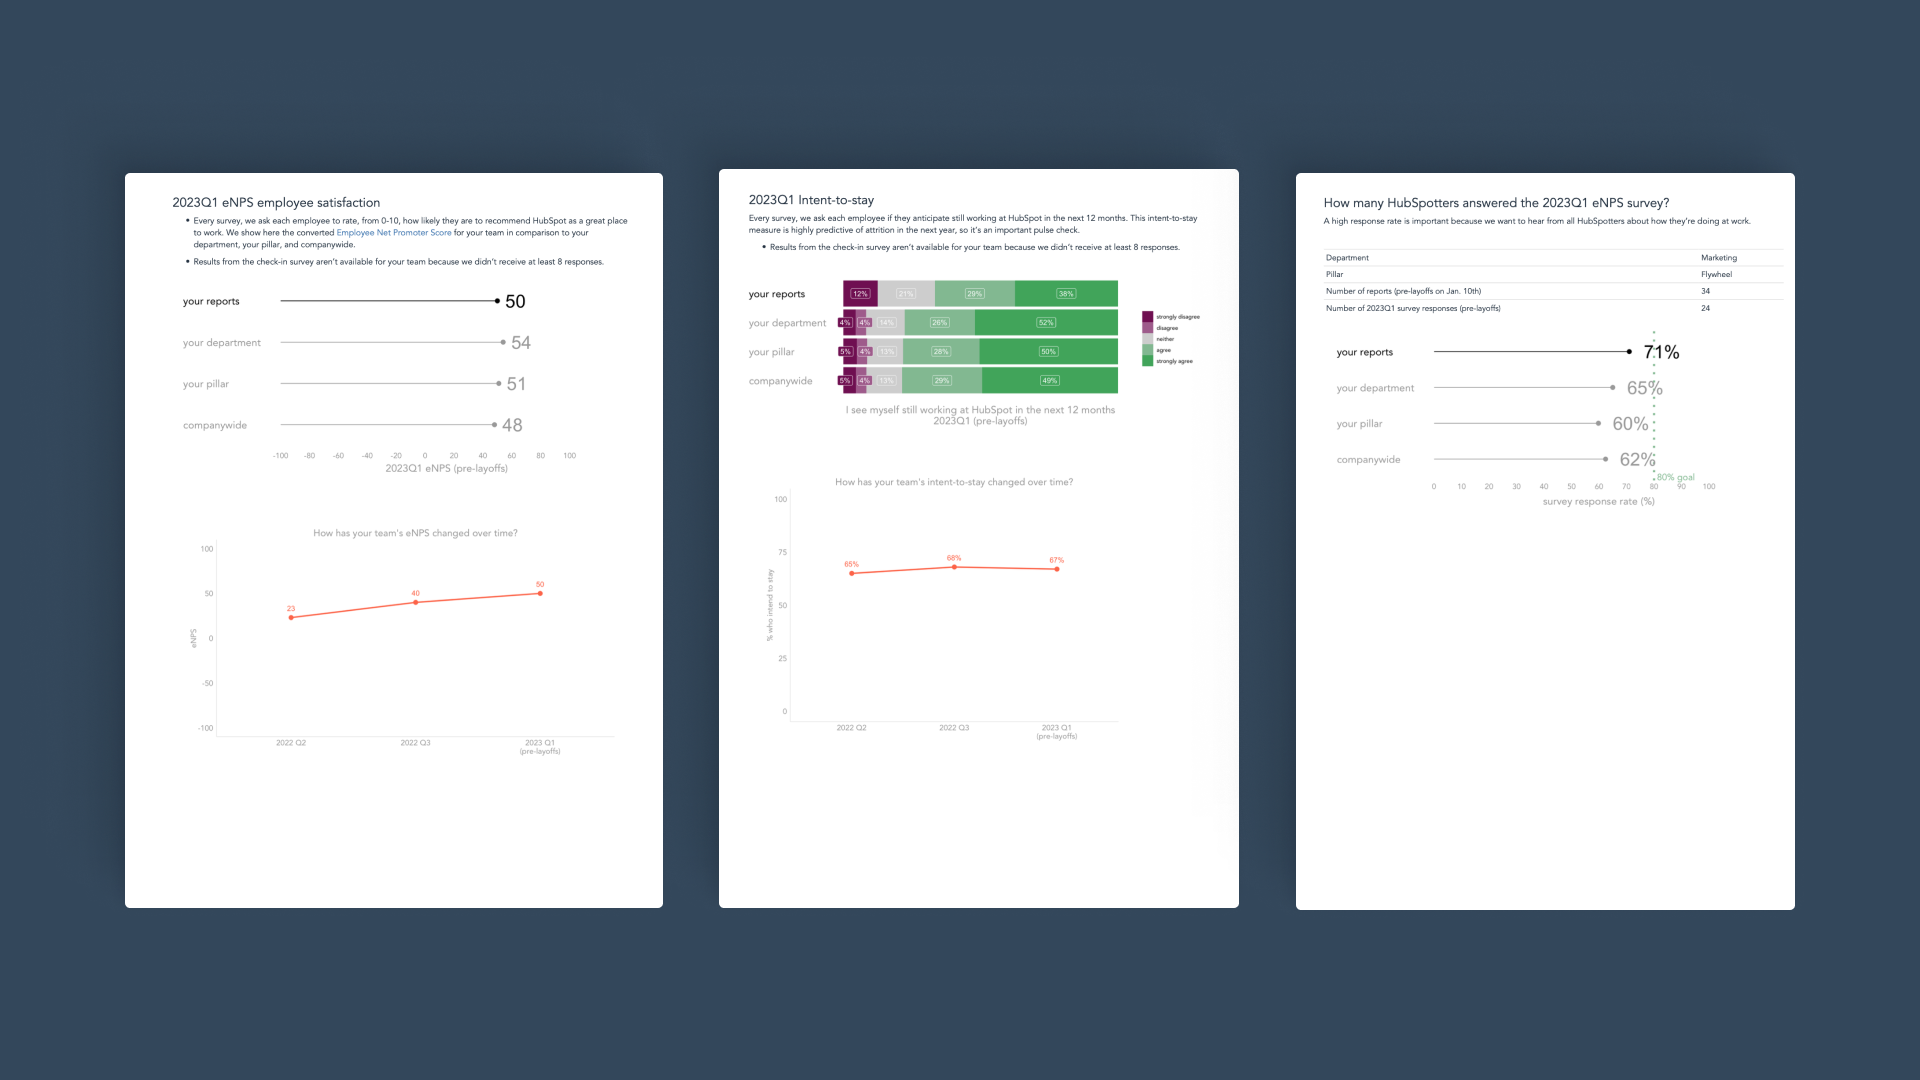 2023Q1 eNPS employee satisfaction
• Every survey, we ask each employee to rate, from 0-10, how likely they are to recommend HubSpot as a great place
to work. We show here the converted Employee Net Promoter Score for your team in comparison to your
department, your pillar, and companywide.
• Results from the check-in survey aren't available for your team because we didn't receive at least 8 responses.
your reports 50
your department 54
your pillar 51
companywide 48
-100 -80 -60 -40 -20 0 20 40 60 80 100
2023Q1 eNPS (pre-layoffs)
How has your team's eNPS changed over time?
100
50
0
-50
-100
eNPS
23 40 50
2022 Q2 2022 Q3 2023 Q1
(pre-layoffs)
2023Q1 Intent-to-stay
Every survey, we ask each employee if they anticipate still working at HubSpot in the next 12 months. This intent-to-stay
measure is highly predictive of attrition in the next year, so it's an important pulse check.
• Results from the check-in survey aren't available for your team because we didn't receive at least 8 responses.
your reports 12% 21% 29% 38%
your department 4% 4% 14% 26% 52%
your pillar 5% 4% 13% 28% 50%
companywide 5% 4% 13% 29% 49%
strongly disagree
disagree
neither
agree
strongly agree
I see myself still working at HubSpot in the next 12 months
2023Q1 (pre-layoffs)
How has your team's intent-to-stay changed over time?
100
75
50
25
0
% who intend to stay
65% 68% 67%
2022 Q2 2022 Q3 2023 Q1
(pre-layoffs)
How many HubSpotters answered the 2023Q1 eNPS survey?
A high response rate is important because we want to hear from all HubSpotters about how they're doing at work.
Department Marketing
Pillar Flywheel
Number of reports (pre-layoffs on Jan. 10th) 34
Number of 2023Q1 survey responses (pre-layoffs) 24
your reports 71%
your department 65%
your pillar 60%
companywide 62%
80% goal
0 10 20 30 40 50 60 70 80 90 100
survey response rate (%)